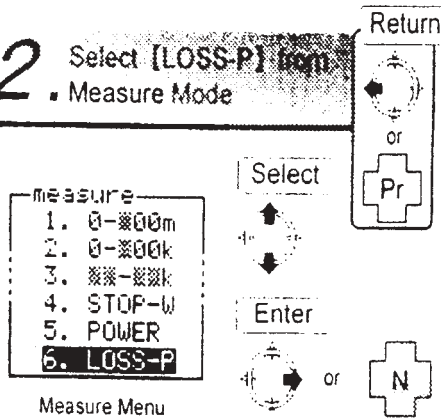 Return
2. Select [LOSS-P] from
Measure Mode
or
Pr
Select
measure
1. 0-※00m
2. 0-※00k
3. ※※-※※k
4. STOP-W
5. POWER
6. LOSS-P
Enter
or
N
Measure Menu